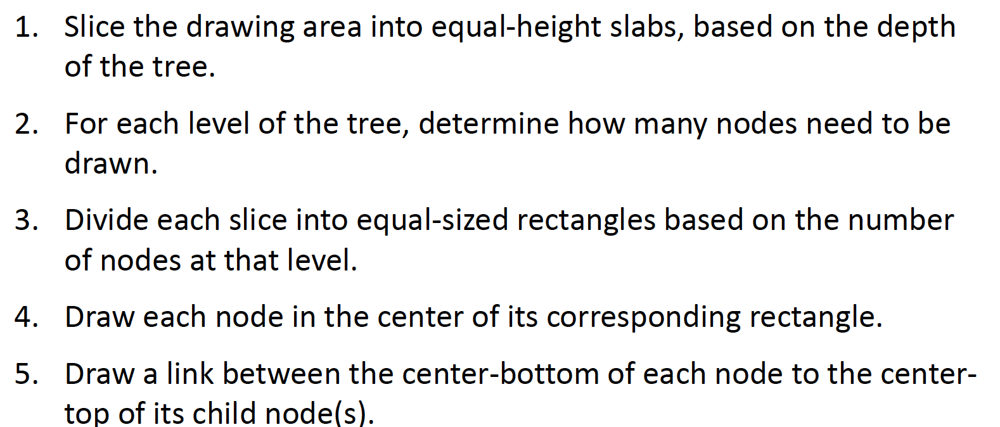 1. Slice the drawing area into equal-height slabs, based on the depth
of the tree.
2. For each level of the tree, determine how many nodes need to be
drawn.
3. Divide each slice into equal-sized rectangles based on the number
of nodes at that level.
4. Draw each node in the center of its corresponding rectangle.
5. Draw a link between the center-bottom of each node to the center-
top of its child node(s).